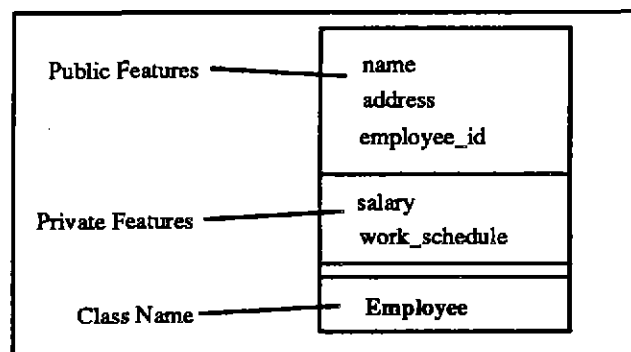 Public Features
name
address
employee_id
Private Features
salary
work_schedule
Class Name
Employee